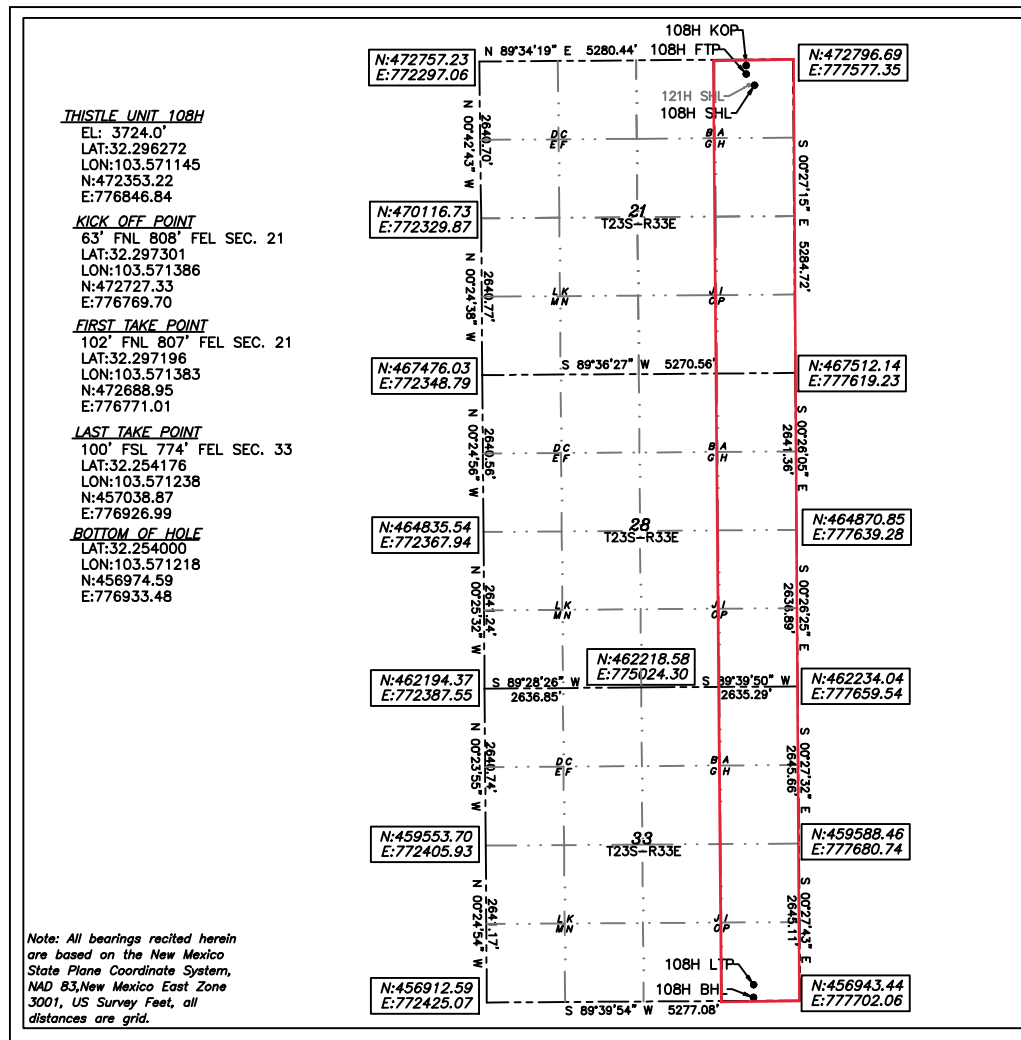 THISTLE UNIT 108H
EL: 3724.0'
LAT:32.296272
LON:103.571145
N:472353.22
E:776846.84
KICK OFF POINT
63' FNL 808' FEL SEC. 21
LAT:32.297301
LON:103.571386
N:472727.33
E:776769.70
FIRST TAKE POINT
102' FNL 807' FEL SEC. 21
LAT:32.297196
LON:103.571383
N:472688.95
E:776771.01
LAST TAKE POINT
100' FSL 774' FEL SEC. 33
LAT:32.254176
LON:103.571238
N:457038.87
E:776926.99
BOTTOM OF HOLE
LAT:32.254000
LON:103.571218
N:456974.59
E:776933.48
Note: All bearings recited herein
are based on the New Mexico
State Plane Coordinate System,
NAD 83,New Mexico East Zone
3001, US Survey Feet, all
distances are grid.
108H KOP
N 89°34'19" E 5280.44'
108H FTP
N:472757.23
E:772297.06
N:472796.69
E:777577.35
121H SHL
108H SHL
N 00°42'43" W
2640.70'
D C
E F
B A
G H
S 00°27'15" E 5284.72'
N:470116.73
E:772329.87
21
T23S-R33E
N 00°24'38" W
2640.77'
L K
M N
J I
O P
N:467476.03
E:772348.79
S 89°36'27" W 5270.56'
N:467512.14
E:777619.23
N 00°24'56" W
2640.56'
D C
E F
B A
G H
S 00°26'05" E
2641.36'
N:464835.54
E:772367.94
28
T23S-R33E
N:464870.85
E:777639.28
N 00°25'32" W
2641.24'
L K
M N
J I
O P
S 00°26'25" E
2636.89'
N:462218.58
E:775024.30
N:462194.37
E:772387.55
S 89°28'26" W
2636.85'
S 89°39'50" W
2635.29'
N:462234.04
E:777659.54
N 00°23'55" W
2640.74'
D C
E F
B A
G H
S 00°27'32" E
2645.66'
N:459553.70
E:772405.93
33
T23S-R33E
N:459588.46
E:777680.74
N 00°24'54" W
2641.17'
L K
M N
J I
O P
S 00°27'43" E
2645.11'
108H LTP
108H BHL
N:456912.59
E:772425.07
S 89°39'54" W 5277.08'
N:456943.44
E:777702.06